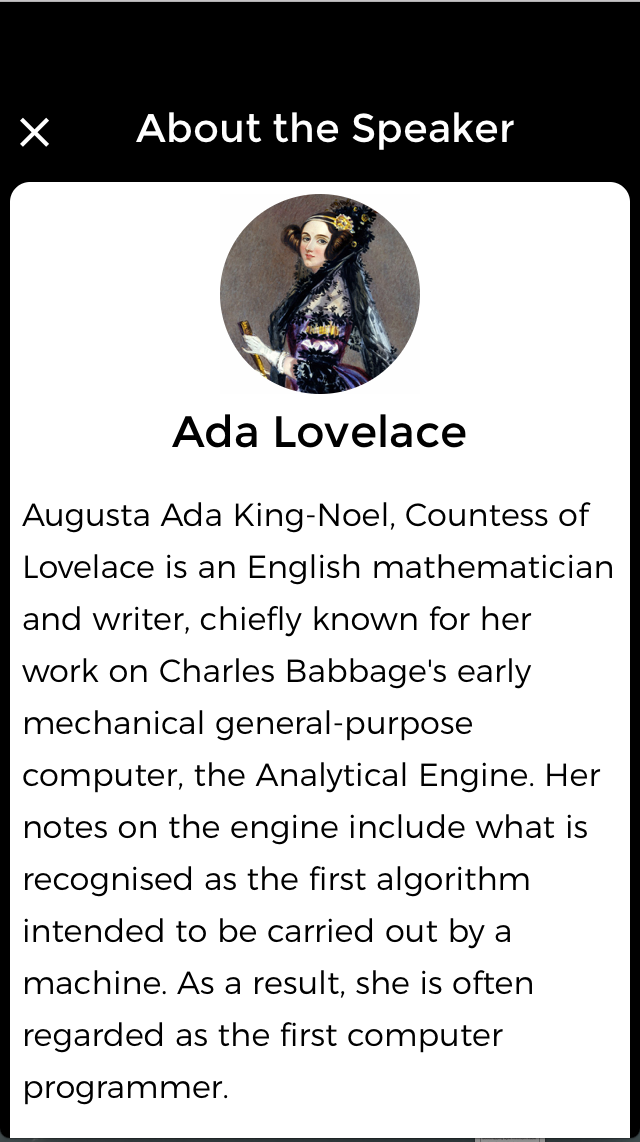 About the Speaker
Ada Lovelace
Augusta Ada King-Noel, Countess of
Lovelace is an English mathematician
and writer, chiefly known for her
work on Charles Babbage's early
mechanical general-purpose
computer, the Analytical Engine. Her
notes on the engine include what is
recognised as the first algorithm
intended to be carried out by a
machine. As a result, she is often
regarded as the first computer
programmer.